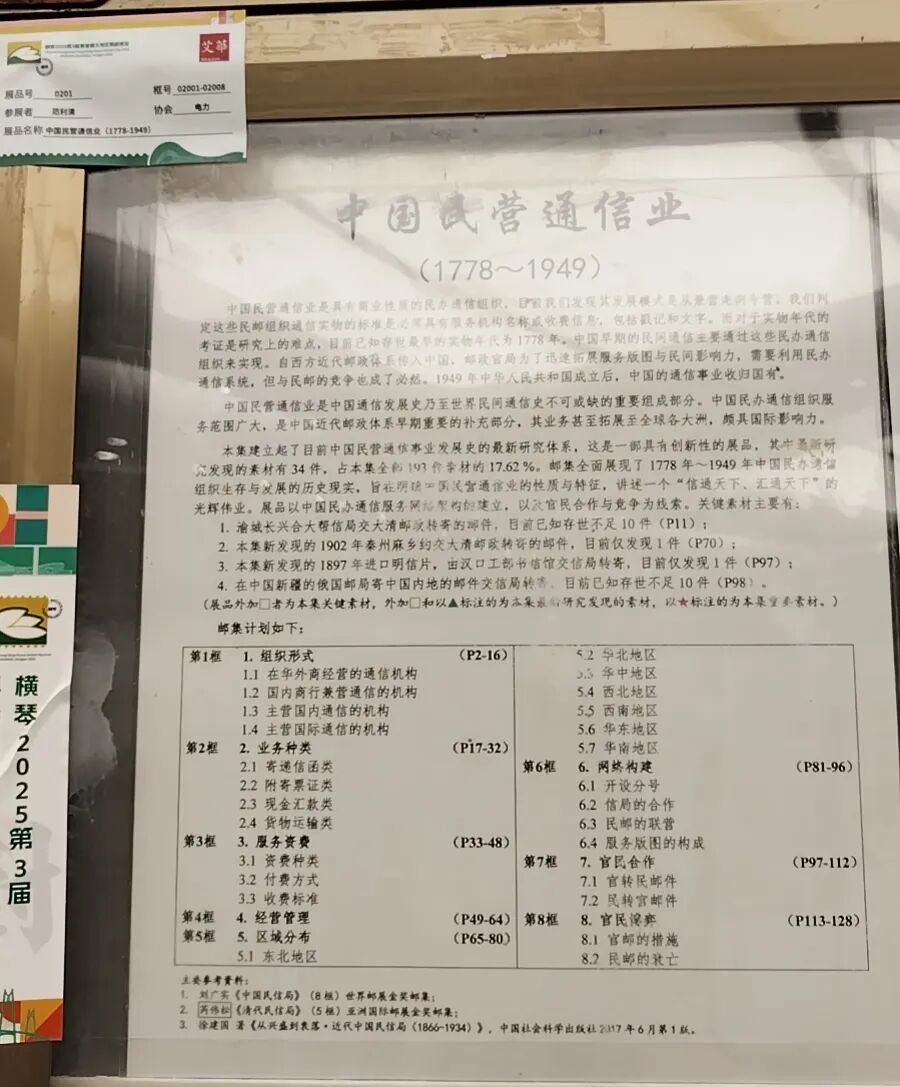 艾苹
展品号 0201 框号 02001-02008
参展者 范利清 协会 电力
展品名称 中国民营通信业（1778-1949）
横琴2025第3届
中国民营通信业
（1778～1949）
中国民营通信业是具有商业性质的民办通信组织，目前我们发现其发展模式是从兼营走向专营。我们判
定这些民邮组织通信实物的标准是必须具有服务机构名称或收费信息，包括戳记和文字。而对于实物年代的
考证是研究上的难点，目前已知存世最早的实物年代为1778年。中国早期的民间通信主要通过这些民办通信
组织来实现。自西方近代邮政体系传入中国，邮政官局为了迅速拓展服务版图与民间影响力，需要利用民办
通信系统，但与民邮的竞争也成了必然。1949年中华人民共和国成立后，中国的通信事业收归国有。
中国民营通信业是中国通信发展史乃至世界民间通信史不可或缺的重要组成部分。中国民办通信组织服
务范围广大，是中国近代邮政体系早期重要的补充部分，其业务甚至拓展至全球各大洲，颇具国际影响力。
本集建立起了目前中国民营通信事业发展史的最新研究体系，这是一部具有创新性的展品，其中最新研
究发现的素材有34件，占本集全部193件素材的17.62％。邮集全面展现了1778年～1949年中国民办通信
组织生存与发展的历史现实，旨在明确中国民营通信业的性质与特征，讲述一个“信通天下、汇通天下”的
光辉伟业。展品以中国民办通信服务网络架构的建立，以及官民合作与竞争为线索。关键素材主要有：
1. 渝城长兴合大帮信局交大清邮政转寄的邮件，目前已知存世不足10件（P11）；
2. 本集新发现的1902年秦州麻乡约交大清邮政转寄的邮件，目前仅发现1件（P70）；
3. 本集新发现的1897年进口明信片，由汉口工部书信馆交信局转寄，目前仅发现1件（P97）；
4. 在中国新疆的俄国邮局寄中国内地的邮件交信局转寄，目前已知存世不足10件（P98）。
（展品外加□者为本集关键素材，外加□和以▲标注的为本集最新研究发现的素材，以★标注的为本集重要素材。）
邮集计划如下：
第1框 1. 组织形式 （P2-16）
1.1 在华外商经营的通信机构
1.2 国内商行兼营通信的机构
1.3 主营国内通信的机构
1.4 主营国际通信的机构
第2框 2. 业务种类 （P17-32）
2.1 寄递信函类
2.2 附寄票证类
2.3 现金汇款类
2.4 货物运输类
第3框 3. 服务资费 （P33-48）
3.1 资费种类
3.2 付费方式
3.3 收费标准
第4框 4. 经营管理 （P49-64）
第5框 5. 区域分布 （P65-80）
5.1 东北地区
5.2 华北地区
5.3 华中地区
5.4 西北地区
5.5 西南地区
5.6 华东地区
5.7 华南地区
第6框 6. 网络构建 （P81-96）
6.1 开设分号
6.2 信局的合作
6.3 民邮的联营
6.4 服务版图的构成
第7框 7. 官民合作 （P97-112）
7.1 官转民邮件
7.2 民转官邮件
第8框 8. 官民演弈 （P113-128）
8.1 官邮的措施
8.2 民邮的衰亡
主要参考资料：
1. 刘广实《中国民信局》（8框）世界邮展金奖邮集；
2. 芮伟松《清代民信局》（5框）亚洲国际邮展金奖邮集；
3. 徐建国 著《从兴盛到衰落·近代中国民信局（1866-1934）》，中国社会科学出版社2017年6月第1版。